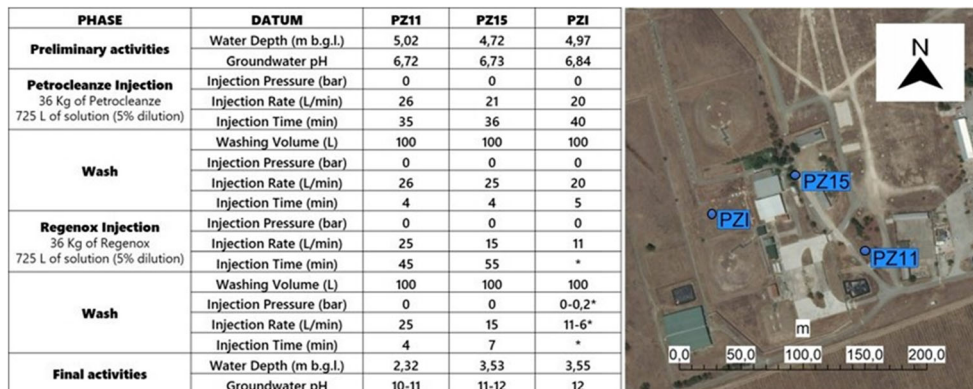 PHASE DATUM PZ11 PZ15 PZI
Preliminary activities
Water Depth (m b.g.l.) 5,02 4,72 4,97
Groundwater pH 6,72 6,73 6,84
Petrocleanze Injection
36 Kg of Petrocleanze
725 L of solution (5% dilution)
Injection Pressure (bar) 0 0 0
Injection Rate (L/min) 26 21 20
Injection Time (min) 35 36 40
Wash
Washing Volume (L) 100 100 100
Injection Pressure (bar) 0 0 0
Injection Rate (L/min) 26 25 20
Injection Time (min) 4 4 5
Regenox Injection
36 Kg of Regenox
725 L of solution (5% dilution)
Injection Pressure (bar) 0 0 0
Injection Rate (L/min) 25 15 11
Injection Time (min) 45 55 *
Wash
Washing Volume (L) 100 100 100
Injection Pressure (bar) 0 0 0-0,2*
Injection Rate (L/min) 25 15 11-6*
Injection Time (min) 4 7 *
Final activities
Water Depth (m b.g.l.) 2,32 3,53 3,55
Groundwater pH 10-11 11-12 12
N
PZ15
PZI
PZ11
m
0,0 50,0 100,0 150,0 200,0